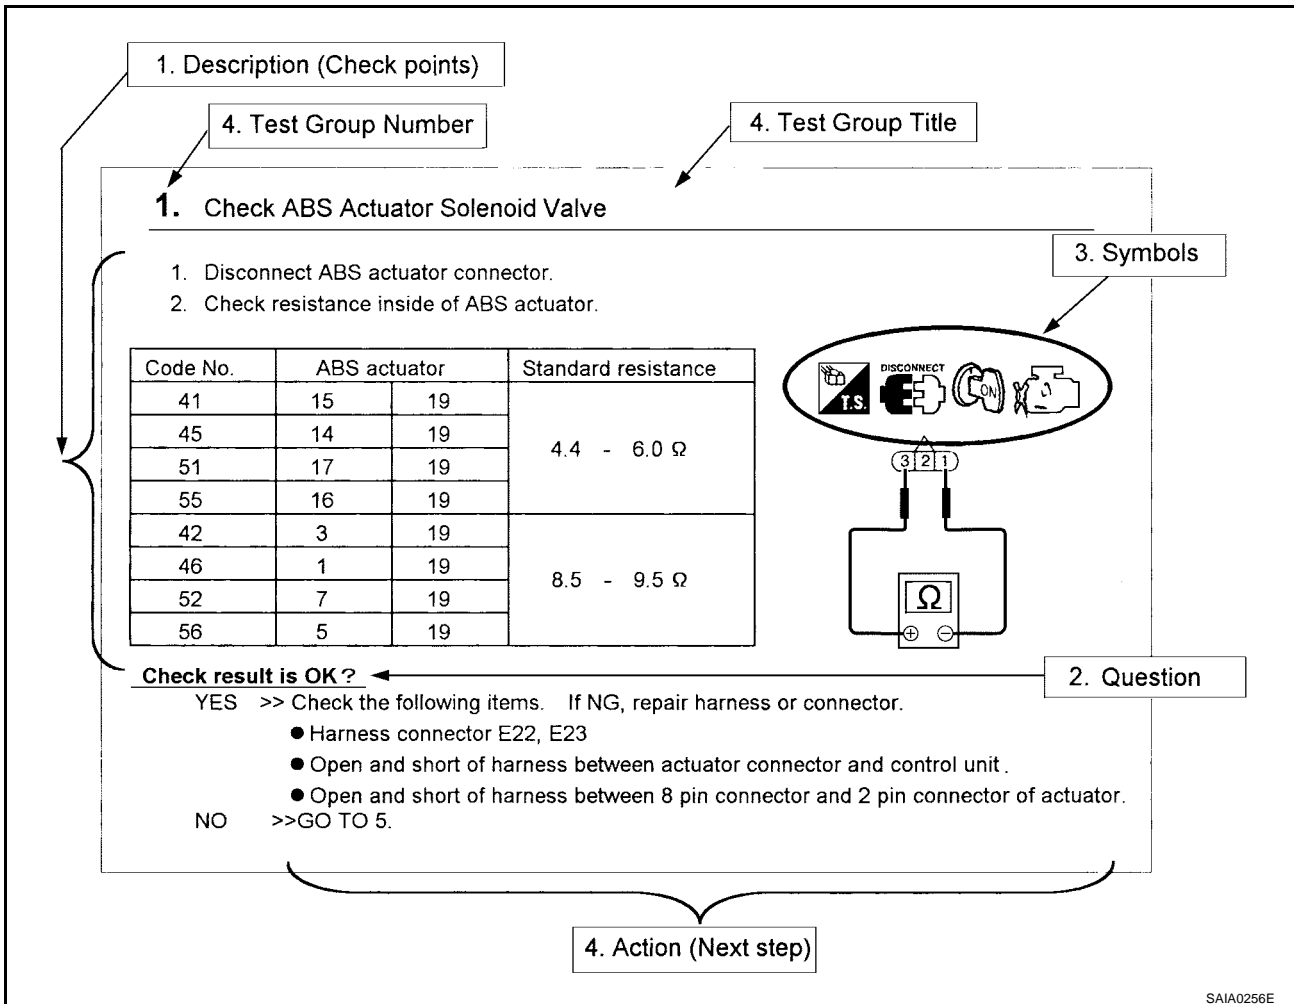 1. Description (Check points)
4. Test Group Number
4. Test Group Title
1. Check ABS Actuator Solenoid Valve
3. Symbols
1. Disconnect ABS actuator connector.
2. Check resistance inside of ABS actuator.
Code No. ABS actuator Standard resistance
41 15 19
45 14 19
4.4 - 6.0 Ω
51 17 19
55 16 19
42 3 19
46 1 19
8.5 - 9.5 Ω
52 7 19
56 5 19
T.S.
DISCONNECT
ON
3 2 1
Ω
⊕ ⊖
Check result is OK?
2. Question
YES >> Check the following items. If NG, repair harness or connector.
● Harness connector E22, E23
● Open and short of harness between actuator connector and control unit.
● Open and short of harness between 8 pin connector and 2 pin connector of actuator.
NO >>GO TO 5.
4. Action (Next step)
SAIA0256E